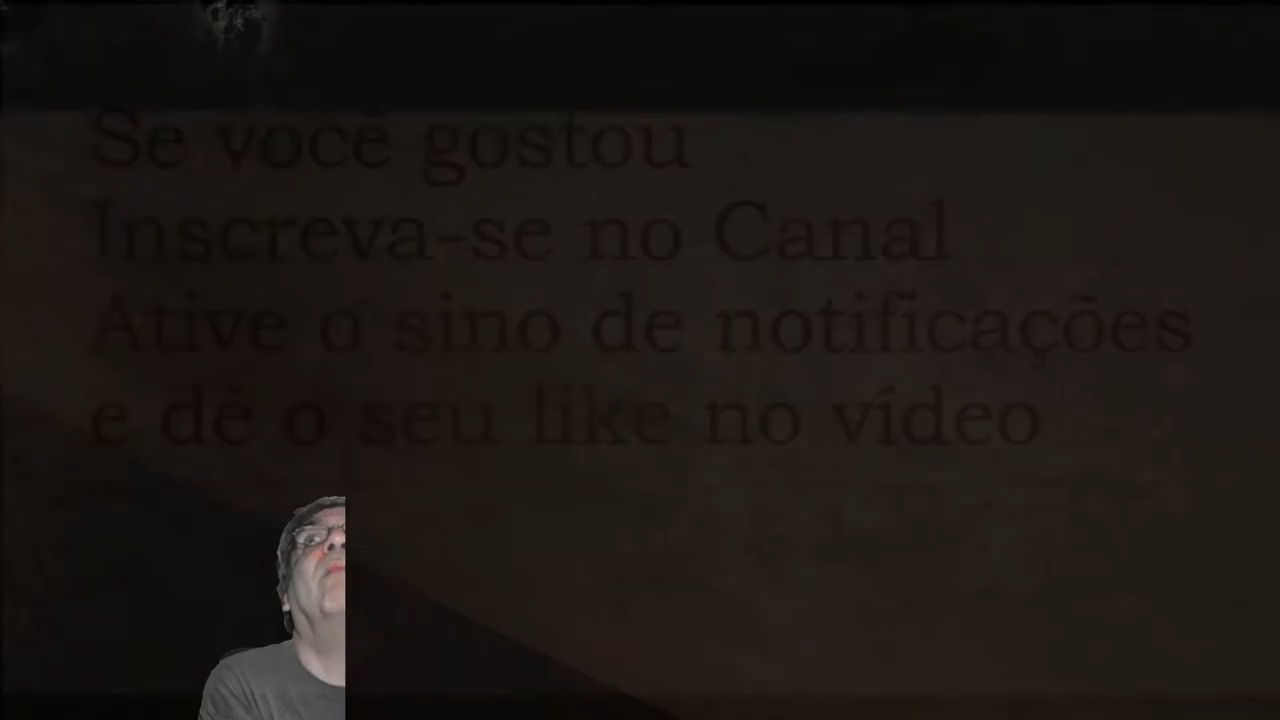 Se você gostou
Inscreva-se no Canal
Ative o sino de notificações
e dê o seu like no vídeo